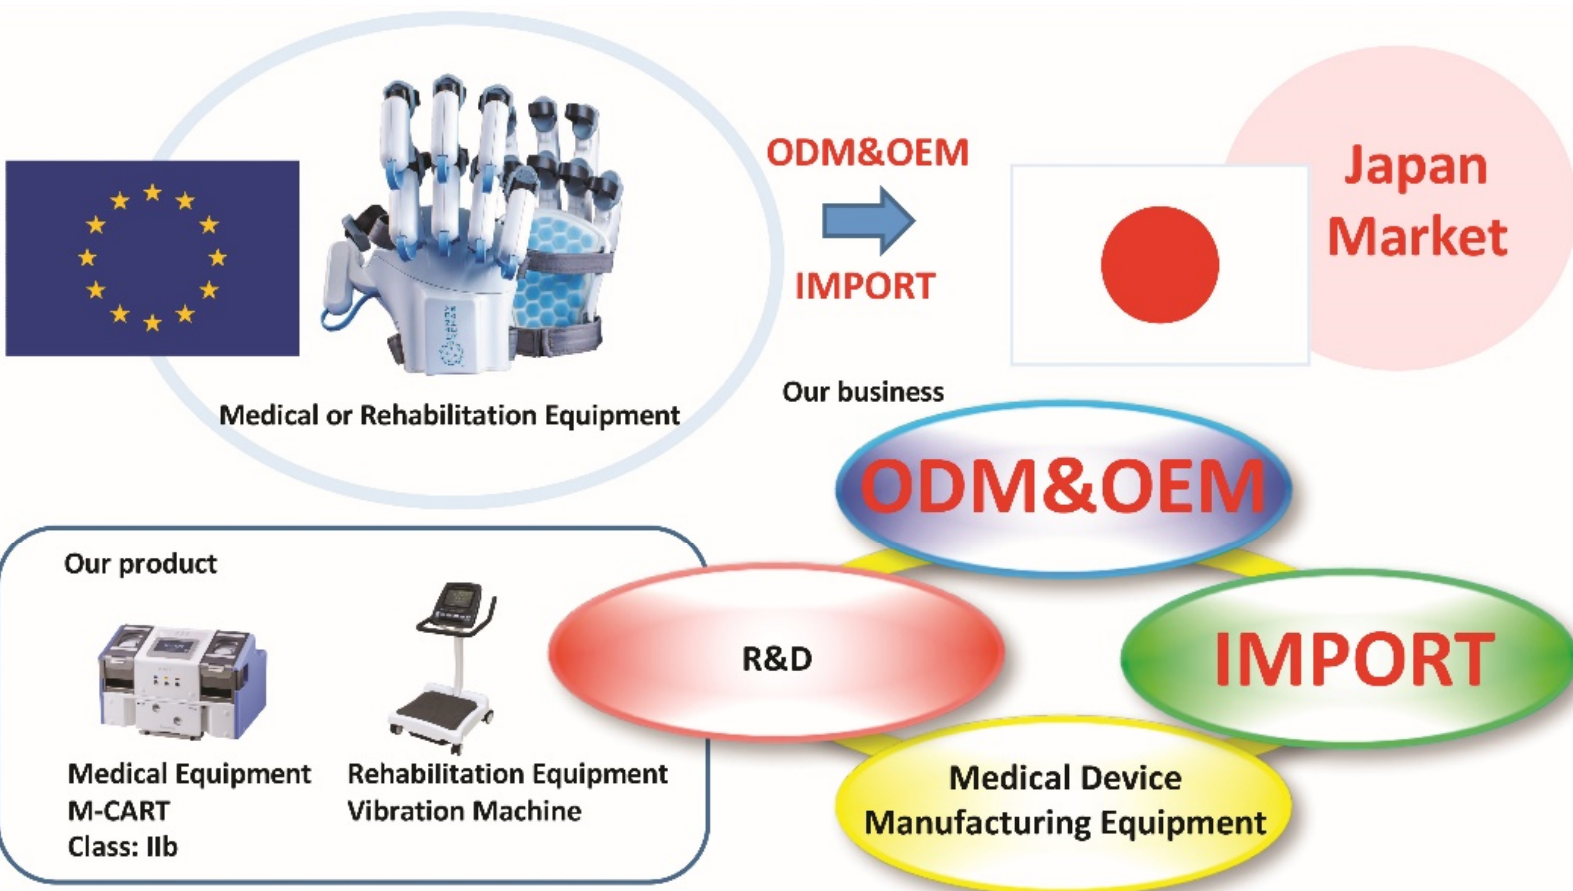 ODM&OEM
IMPORT
Japan
Market
Medical or Rehabilitation Equipment
Our business
ODM&OEM
IMPORT
R&D
Medical Device
Manufacturing Equipment
Our product
Medical Equipment
M-CART
Class: IIb
Rehabilitation Equipment
Vibration Machine